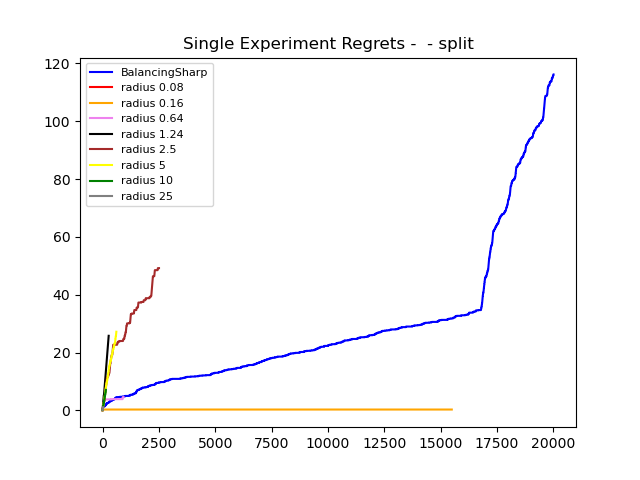 Single Experiment Regrets -  - split
120
100
80
60
40
20
0
BalancingSharp
radius 0.08
radius 0.16
radius 0.64
radius 1.24
radius 2.5
radius 5
radius 10
radius 25
0 2500 5000 7500 10000 12500 15000 17500 20000